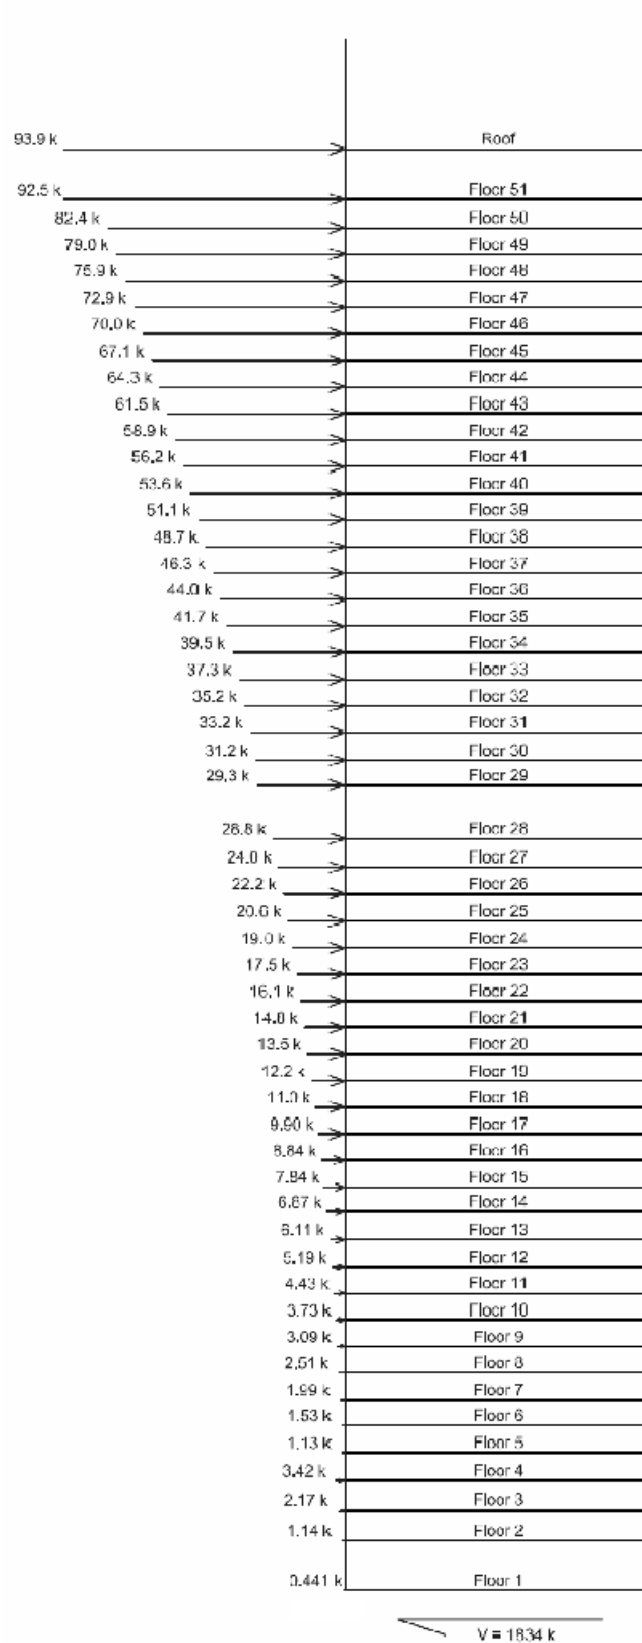 93.9 k Roof
92.5 k Floor 51
82.4 k Floor 50
79.0 k Floor 49
75.9 k Floor 48
72.9 k Floor 47
70.0 k Floor 46
67.1 k Floor 45
64.3 k Floor 44
61.5 k Floor 43
58.9 k Floor 42
56.2 k Floor 41
53.6 k Floor 40
51.1 k Floor 39
48.7 k Floor 38
46.3 k Floor 37
44.0 k Floor 36
41.7 k Floor 35
39.5 k Floor 34
37.3 k Floor 33
35.2 k Floor 32
33.2 k Floor 31
31.2 k Floor 30
29.3 k Floor 29
28.8 k Floor 28
24.0 k Floor 27
22.2 k Floor 26
20.6 k Floor 25
19.0 k Floor 24
17.5 k Floor 23
16.1 k Floor 22
14.8 k Floor 21
13.5 k Floor 20
12.2 k Floor 19
11.0 k Floor 18
9.90 k Floor 17
8.84 k Floor 16
7.84 k Floor 15
6.87 k Floor 14
6.11 k Floor 13
5.19 k Floor 12
4.43 k Floor 11
3.73 k Floor 10
3.09 k Floor 9
2.51 k Floor 8
1.99 k Floor 7
1.53 k Floor 6
1.13 k Floor 5
3.42 k Floor 4
2.17 k Floor 3
1.14 k Floor 2
0.441 k Floor 1
V = 1834 k